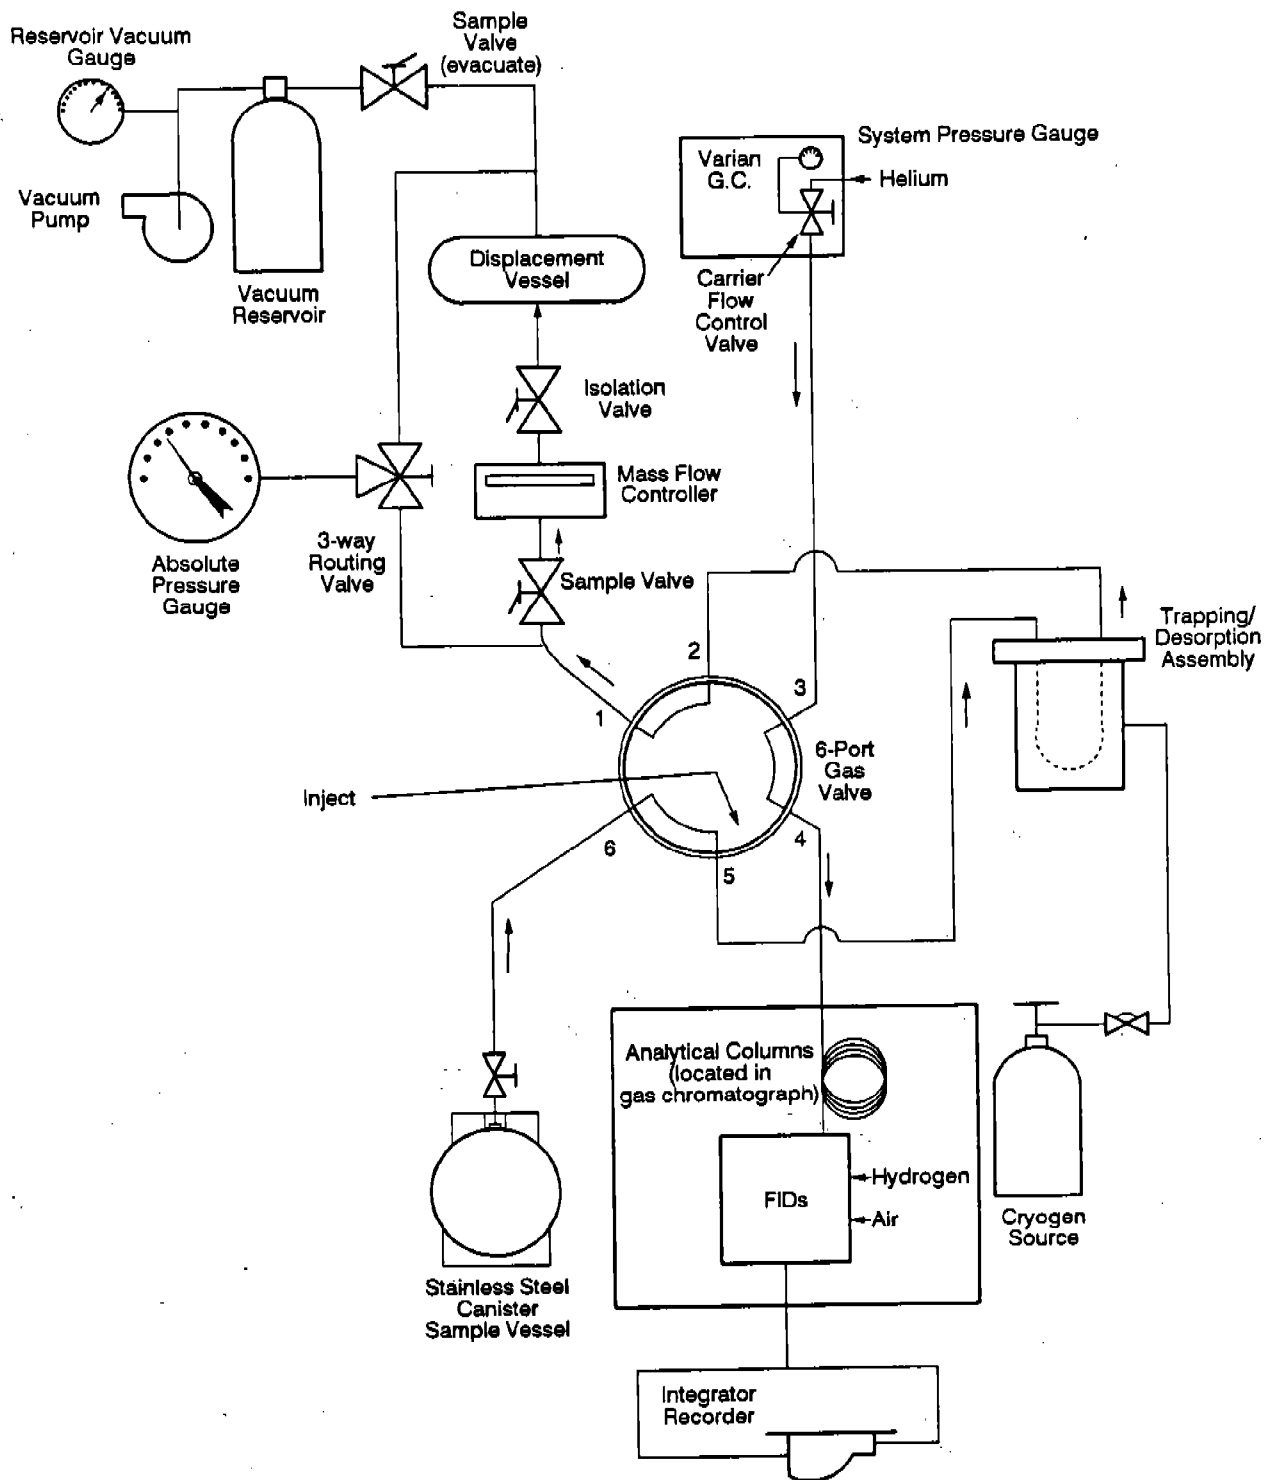 Reservoir Vacuum
Gauge
Sample
Valve
(evacuate)
Vacuum
Pump
Vacuum
Reservoir
Displacement
Vessel
System Pressure Gauge
Varian
G.C.
Helium
Carrier
Flow
Control
Valve
Isolation
Valve
Mass Flow
Controller
Absolute
Pressure
Gauge
3-way
Routing
Valve
Sample Valve
Trapping/
Desorption
Assembly
1
2
3
6-Port
Gas
Valve
Inject
4
5
6
Analytical Columns
(located in
gas chromatograph)
FIDs
Hydrogen
Air
Cryogen
Source
Stainless Steel
Canister
Sample Vessel
Integrator
Recorder